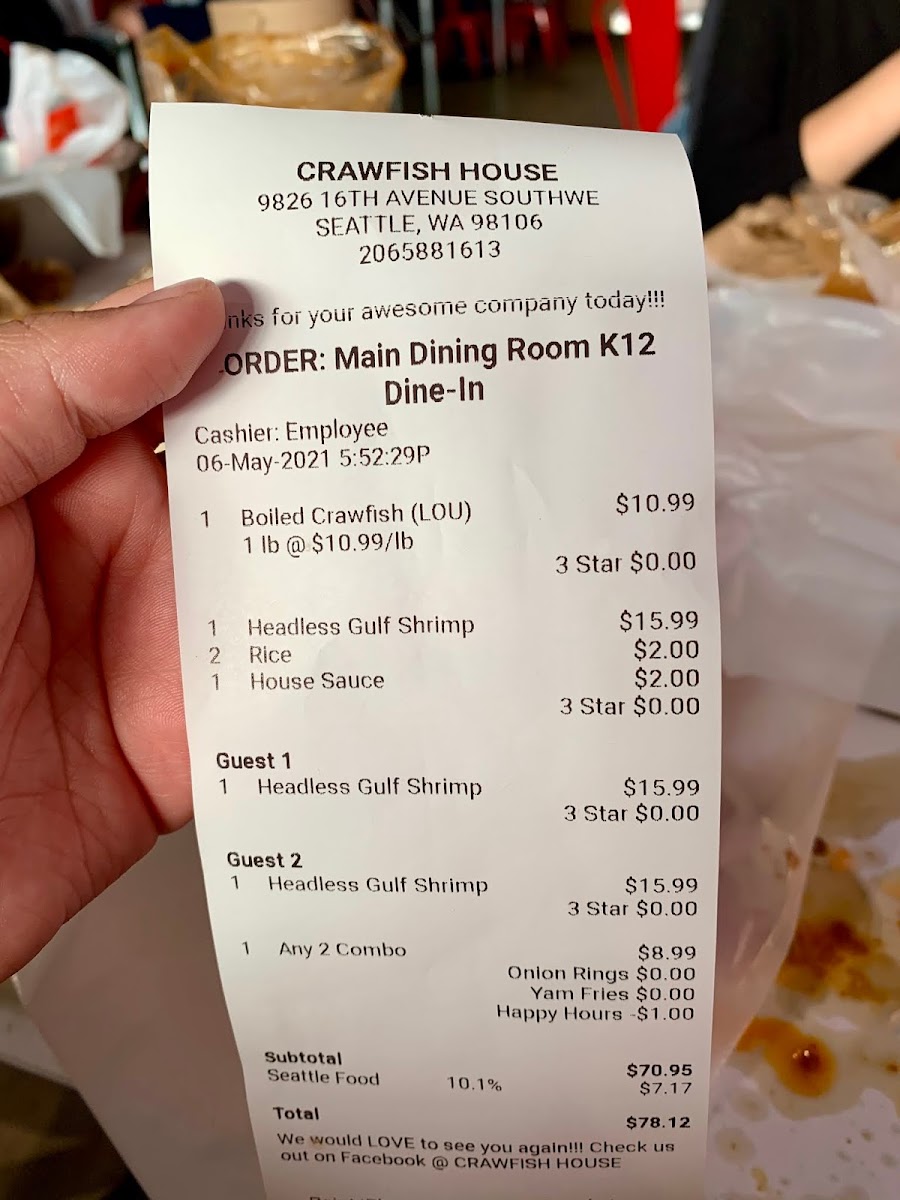 CRAWFISH HOUSE
9826 16TH AVENUE SOUTHWE
SEATTLE, WA 98106
2065881613
nks for your awesome company today!!!
ORDER: Main Dining Room K12
Dine-In
Cashier: Employee
06-May-2021 5:52:29P
1 Boiled Crawfish (LOU) $10.99
1 lb @ $10.99/lb
3 Star $0.00
1 Headless Gulf Shrimp $15.99
2 Rice $2.00
1 House Sauce $2.00
3 Star $0.00
Guest 1
1 Headless Gulf Shrimp $15.99
3 Star $0.00
Guest 2
1 Headless Gulf Shrimp $15.99
3 Star $0.00
1 Any 2 Combo $8.99
Onion Rings $0.00
Yam Fries $0.00
Happy Hours -$1.00
Subtotal $70.95
Seattle Food 10.1% $7.17
Total $78.12
We would LOVE to see you again!!! Check us
out on Facebook @ CRAWFISH HOUSE